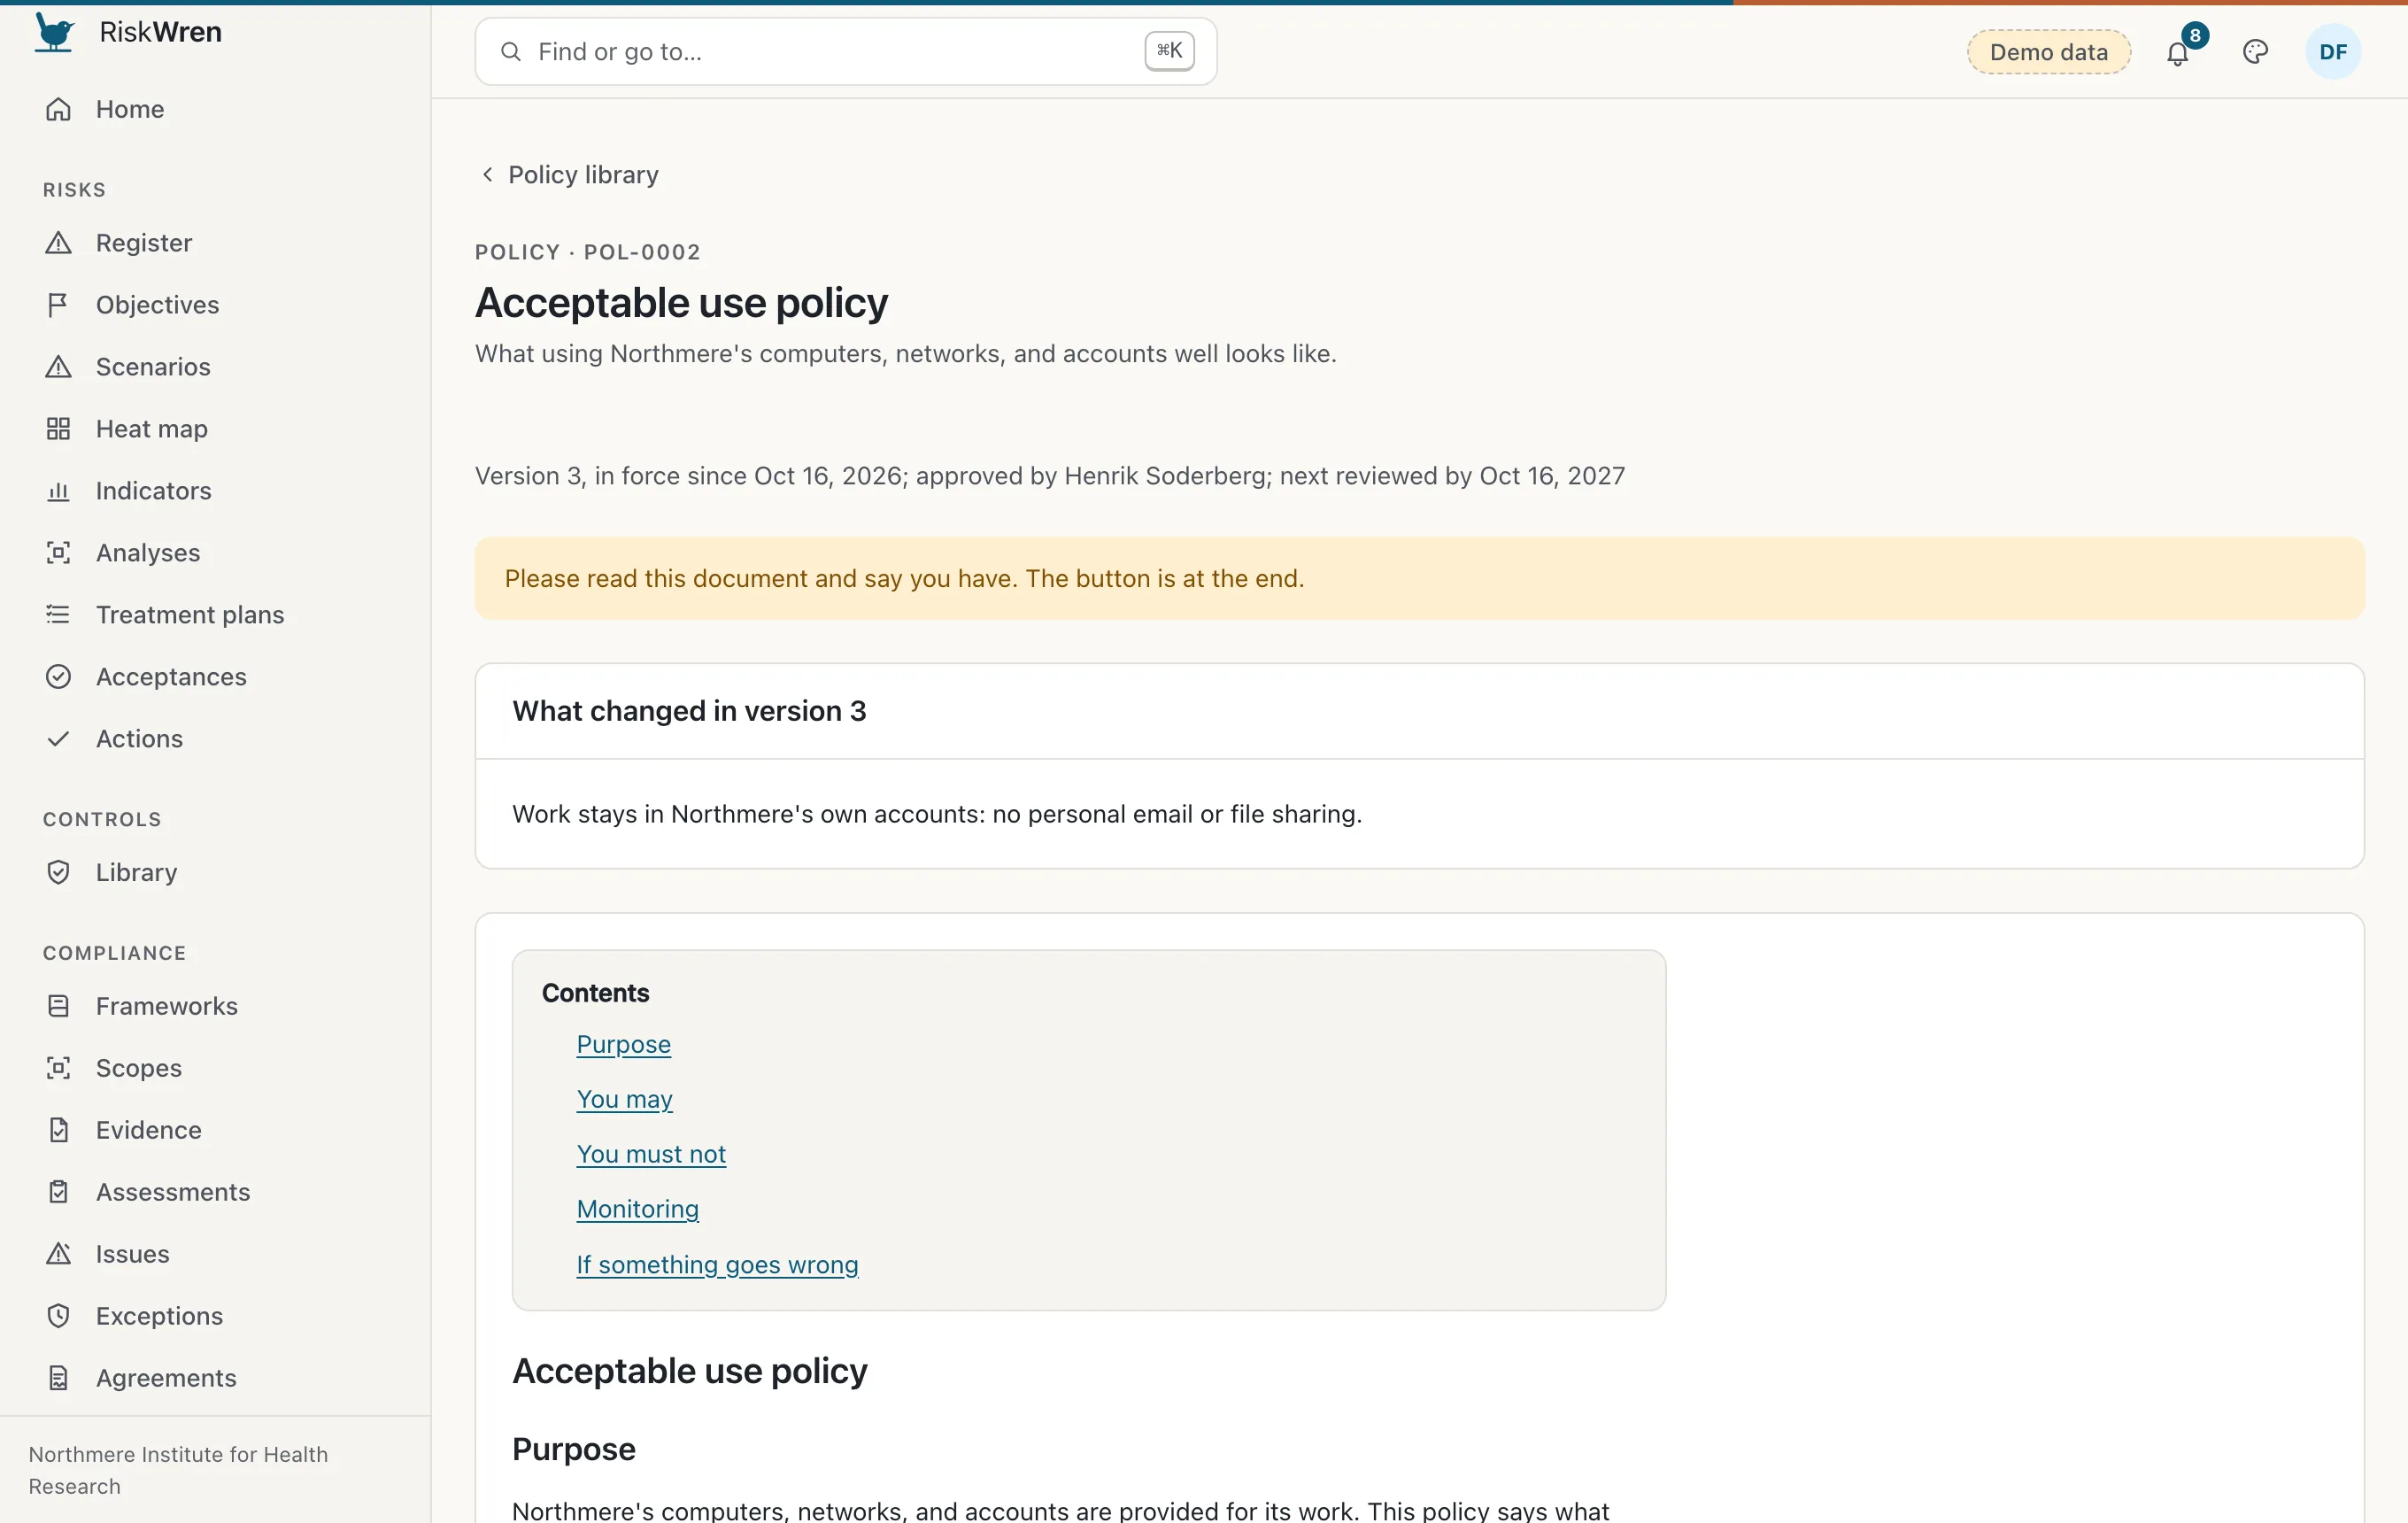 RiskWren
Find or go to...
⌘K
Demo data
8
DF
Home
RISKS
Register
Objectives
Scenarios
Heat map
Indicators
Analyses
Treatment plans
Acceptances
Actions
CONTROLS
Library
COMPLIANCE
Frameworks
Scopes
Evidence
Assessments
Issues
Exceptions
Agreements
Northmere Institute for Health
Research
Policy library
POLICY · POL-0002
Acceptable use policy
What using Northmere's computers, networks, and accounts well looks like.
Version 3, in force since Oct 16, 2026; approved by Henrik Soderberg; next reviewed by Oct 16, 2027
Please read this document and say you have. The button is at the end.
What changed in version 3
Work stays in Northmere's own accounts: no personal email or file sharing.
Contents
Purpose
You may
You must not
Monitoring
If something goes wrong
Acceptable use policy
Purpose
Northmere's computers, networks, and accounts are provided for its work. This policy says what